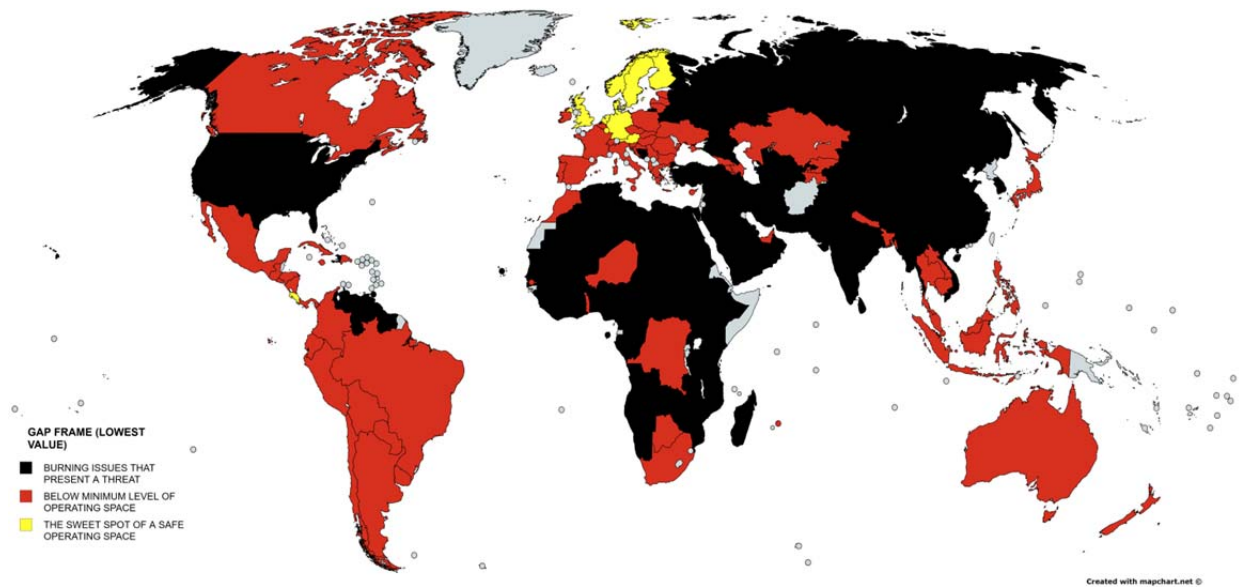 GAP FRAME (LOWEST
VALUE)
BURNING ISSUES THAT
PRESENT A THREAT
BELOW MINIMUM LEVEL OF
OPERATING SPACE
THE SWEET SPOT OF A SAFE
OPERATING SPACE
Created with mapchart.net ©